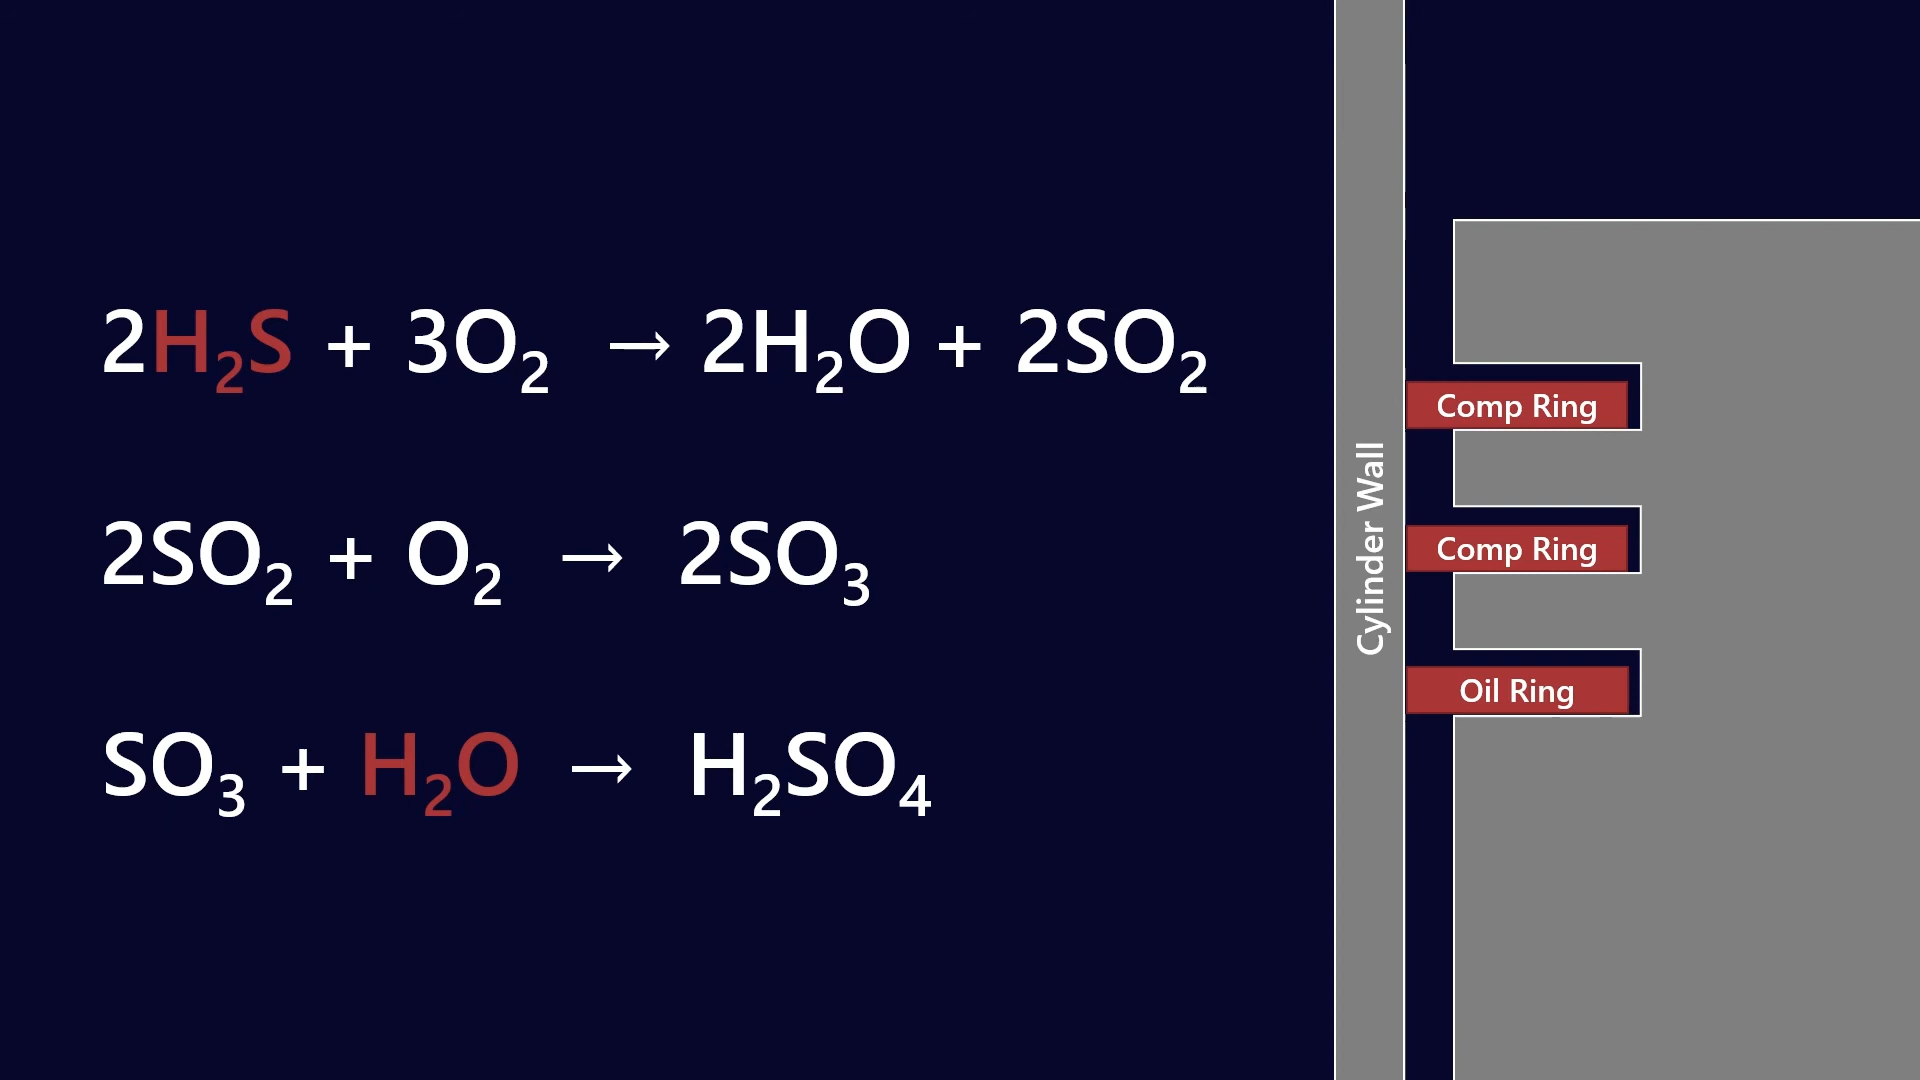 2H₂S + 3O₂ → 2H₂O + 2SO₂
2SO₂ + O₂ → 2SO₃
SO₃ + H₂O → H₂SO₄
Cylinder Wall
Comp Ring
Comp Ring
Oil Ring